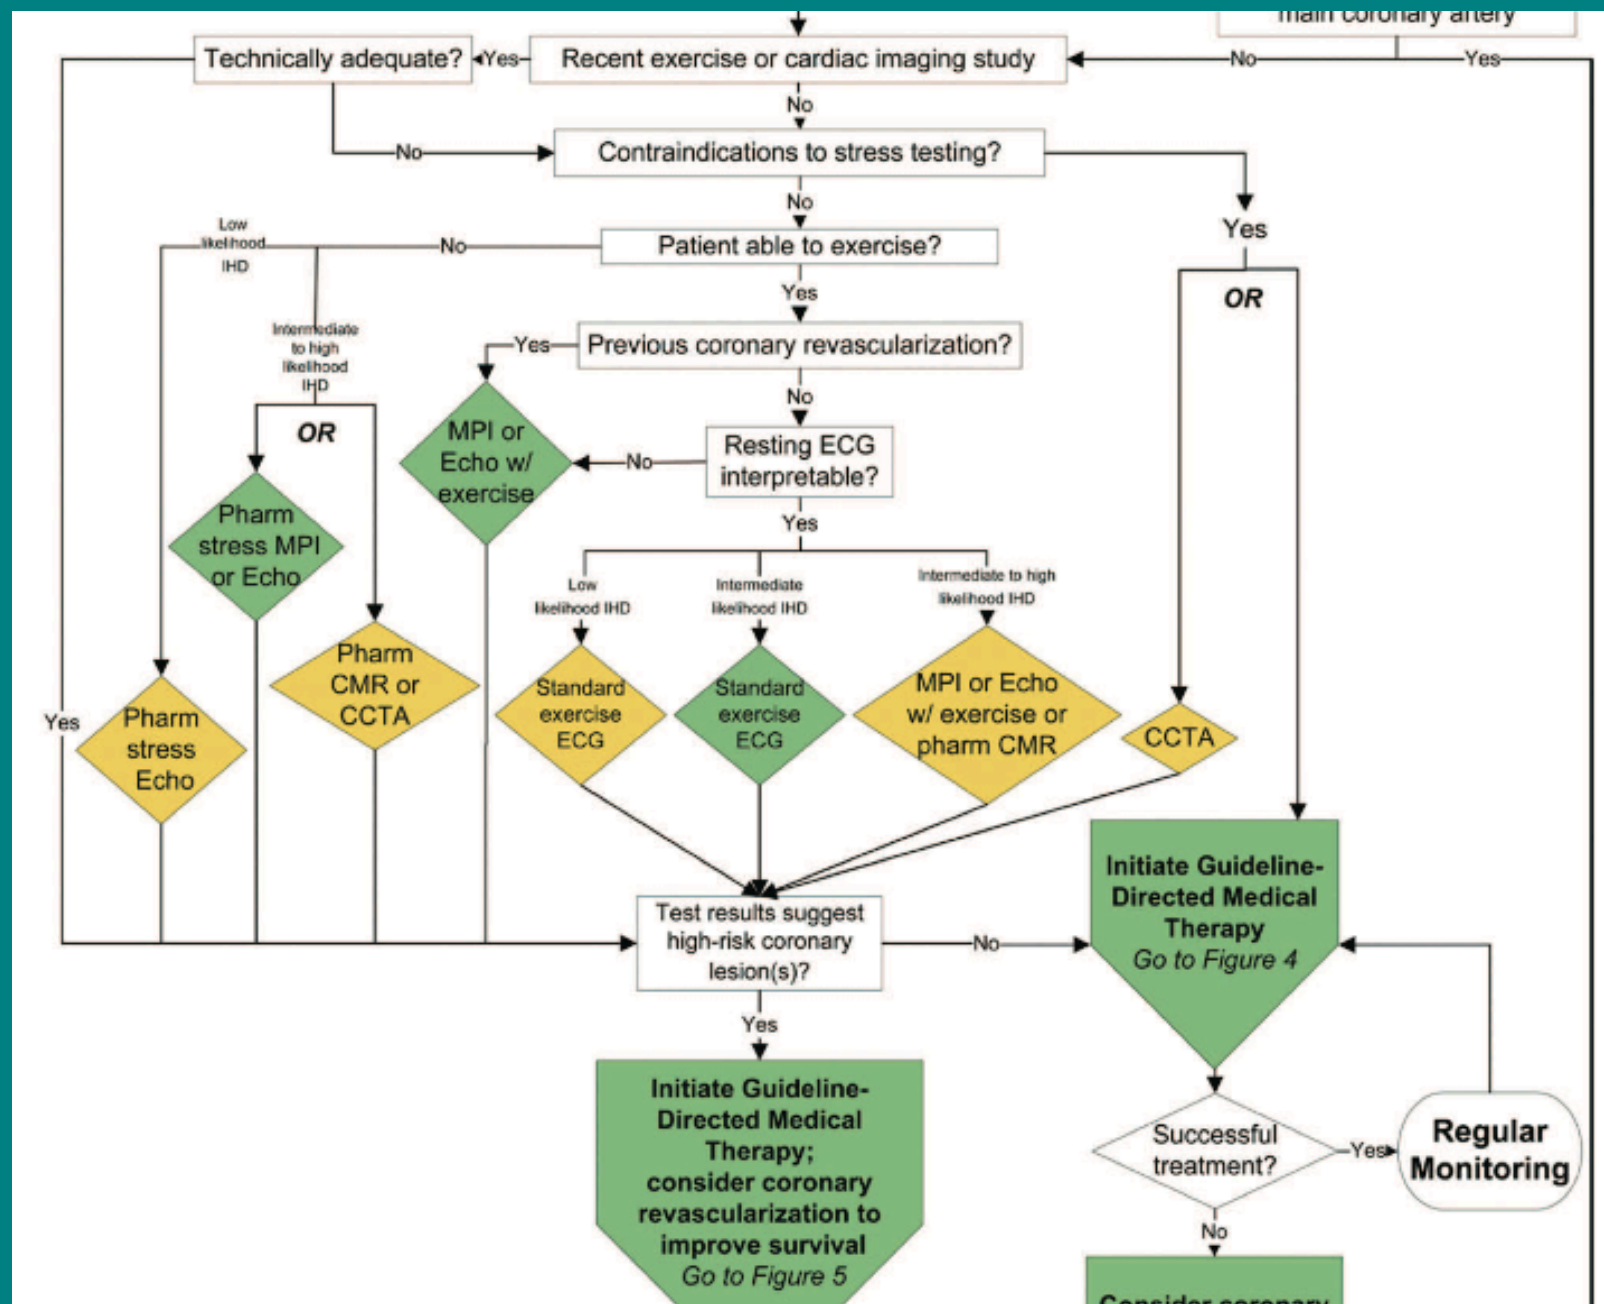 main coronary artery
Technically adequate?
Yes
Recent exercise or cardiac imaging study
No
Yes
No
No
Contraindications to stress testing?
No
Yes
Low
likelihood
IHD
No
Patient able to exercise?
OR
Yes
Intermediate
to high
likelihood
IHD
Yes
Previous coronary revascularization?
No
OR
MPI or
Echo w/
exercise
No
Resting ECG
interpretable?
Yes
Pharm
stress MPI
or Echo
Low
likelihood IHD
Intermediate
likelihood IHD
Intermediate to high
likelihood IHD
Pharm
CMR or
CCTA
Standard
exercise
ECG
Standard
exercise
ECG
MPI or Echo
w/ exercise or
pharm CMR
CCTA
Yes
Pharm
stress
Echo
Test results suggest
high-risk coronary
lesion(s)?
No
Initiate Guideline-
Directed Medical
Therapy
Go to Figure 4
Yes
Initiate Guideline-
Directed Medical
Therapy;
consider coronary
revascularization to
improve survival
Go to Figure 5
Successful
treatment?
Yes
Regular
Monitoring
No
Consider coronary